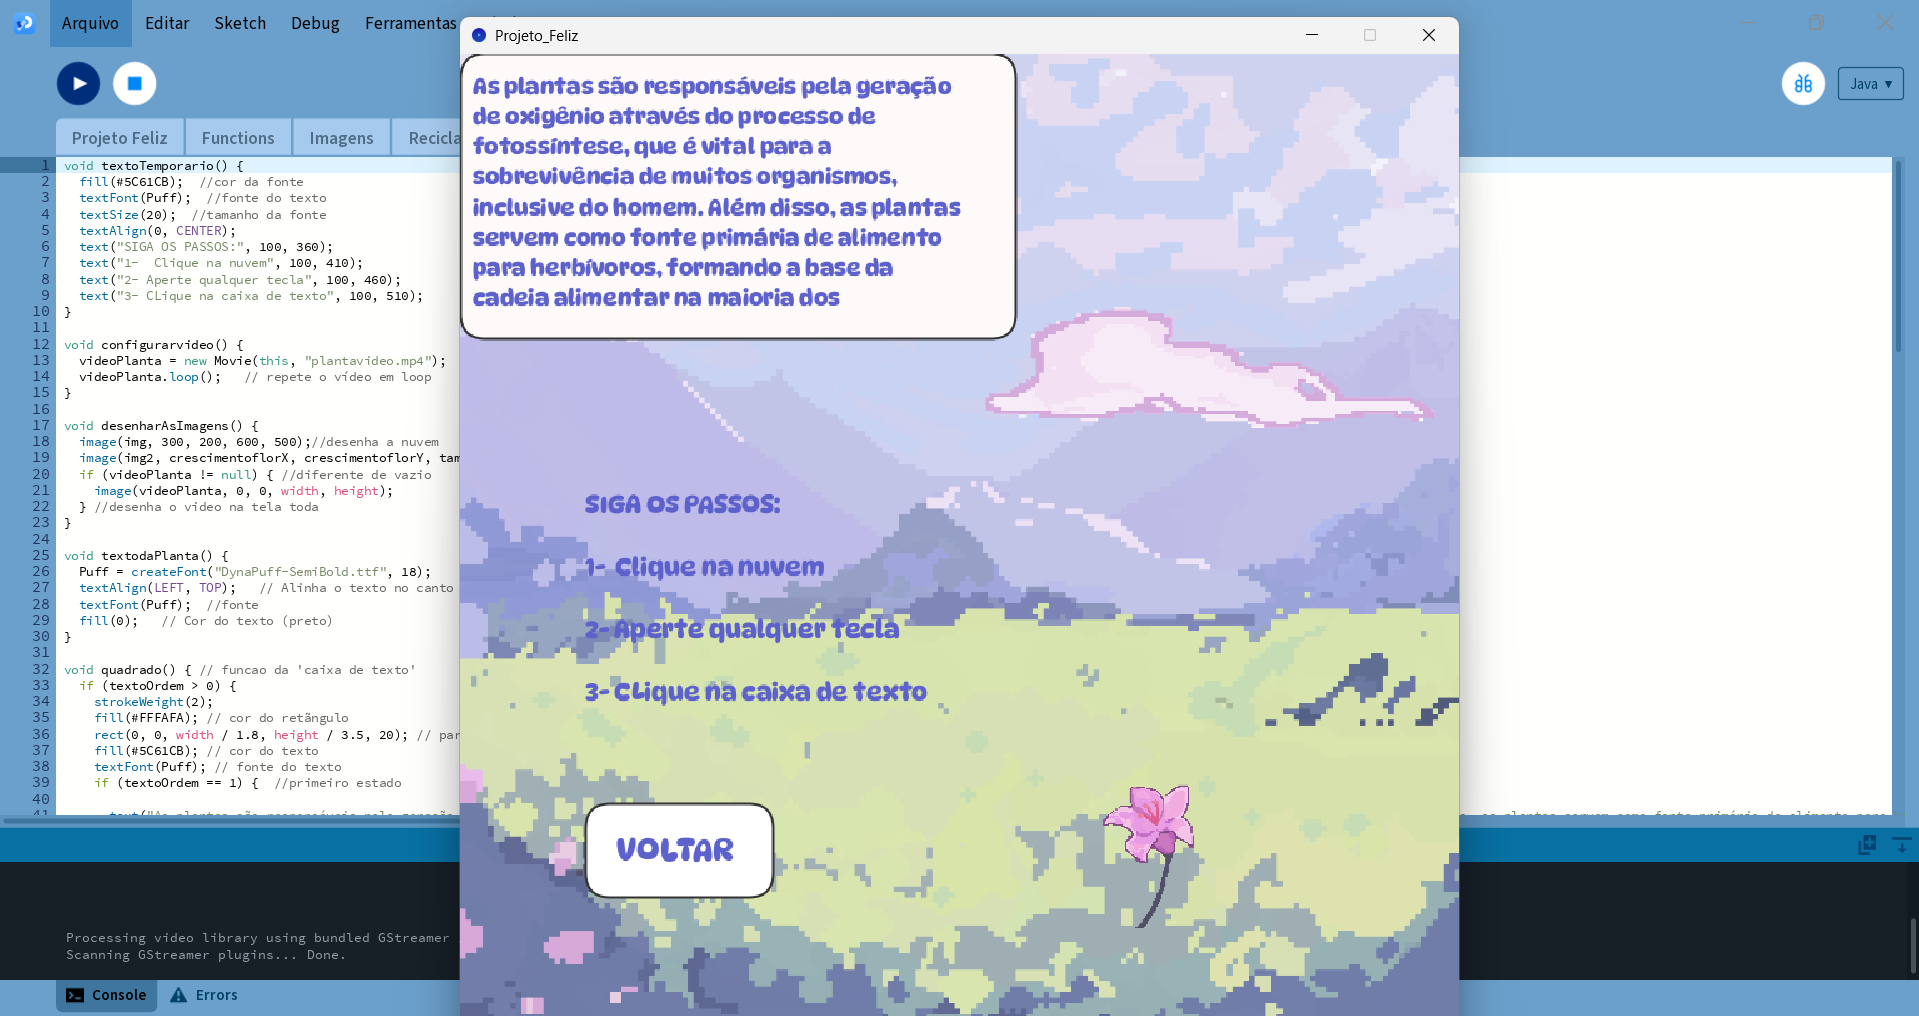 Arquivo Editar Sketch Debug Ferramentas
Projeto_Feliz
Java ▾
Projeto Feliz Functions Imagens Recicla
1 void textoTemporario() {
2 fill(#5C61CB); //cor da fonte
3 textFont(Puff); //fonte do texto
4 textSize(20); //tamanho da fonte
5 textAlign(0, CENTER);
6 text("SIGA OS PASSOS:", 100, 360);
7 text("1- Clique na nuvem", 100, 410);
8 text("2- Aperte qualquer tecla", 100, 460);
9 text("3- CLique na caixa de texto", 100, 510);
10 }
11
12 void configurarvideo() {
13 videoPlanta = new Movie(this, "plantavideo.mp4");
14 videoPlanta.loop(); // repete o vídeo em loop
15 }
16
17 void desenharAsImagens() {
18 image(img, 300, 200, 600, 500);//desenha a nuvem
19 image(img2, crescimentoflorX, crescimentoflorY, tam
20 if (videoPlanta != null) { //diferente de vazio
21 image(videoPlanta, 0, 0, width, height);
22 } //desenha o video na tela toda
23 }
24
25 void textodaPlanta() {
26 Puff = createFont("DynaPuff-SemiBold.ttf", 18);
27 textAlign(LEFT, TOP); // Alinha o texto no canto
28 textFont(Puff); //fonte
29 fill(0); // Cor do texto (preto)
30 }
31
32 void quadrado() { // funcao da 'caixa de texto'
33 if (textoOrdem > 0) {
34 strokeWeight(2);
35 fill(#FFFAFA); // cor do retângulo
36 rect(0, 0, width / 1.8, height / 3.5, 20); // par
37 fill(#5C61CB); // cor do texto
38 textFont(Puff); // fonte do texto
39 if (textoOrdem == 1) { //primeiro estado
40
41
As plantas são responsáveis pela geração
de oxigênio através do processo de
fotossíntese, que é vital para a
sobrevivência de muitos organismos,
inclusive do homem. Além disso, as plantas
servem como fonte primária de alimento
para herbívoros, formando a base da
cadeia alimentar na maioria dos
SIGA OS PASSOS:
1- Clique na nuvem
2- Aperte qualquer tecla
3- CLique na caixa de texto
VOLTAR
Processing video library using bundled GStreamer
Scanning GStreamer plugins... Done.
Console Errors